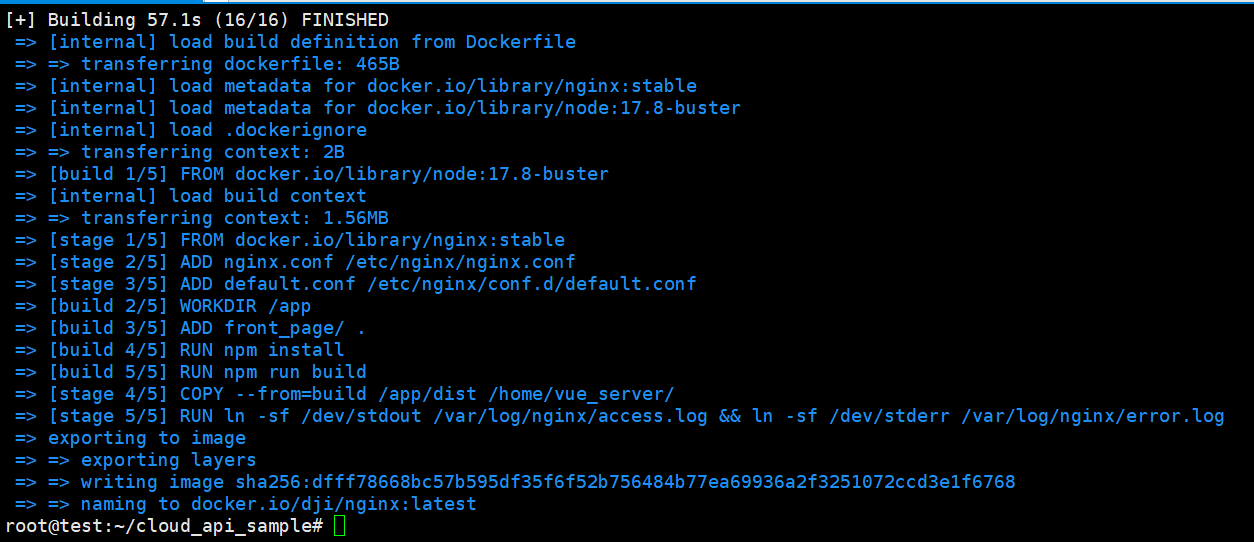 [+] Building 57.1s (16/16) FINISHED
=> [internal] load build definition from Dockerfile
=> => transferring dockerfile: 465B
=> [internal] load metadata for docker.io/library/nginx:stable
=> [internal] load metadata for docker.io/library/node:17.8-buster
=> [internal] load .dockerignore
=> => transferring context: 2B
=> [build 1/5] FROM docker.io/library/node:17.8-buster
=> [internal] load build context
=> => transferring context: 1.56MB
=> [stage 1/5] FROM docker.io/library/nginx:stable
=> [stage 2/5] ADD nginx.conf /etc/nginx/nginx.conf
=> [stage 3/5] ADD default.conf /etc/nginx/conf.d/default.conf
=> [build 2/5] WORKDIR /app
=> [build 3/5] ADD front_page/ .
=> [build 4/5] RUN npm install
=> [build 5/5] RUN npm run build
=> [stage 4/5] COPY --from=build /app/dist /home/vue_server/
=> [stage 5/5] RUN ln -sf /dev/stdout /var/log/nginx/access.log && ln -sf /dev/stderr /var/log/nginx/error.log
=> exporting to image
=> => exporting layers
=> => writing image sha256:dfff78668bc57b595df35f6f52b756484b77ea69936a2f3251072ccd3e1f6768
=> => naming to docker.io/dji/nginx:latest
root@test:~/cloud_api_sample#